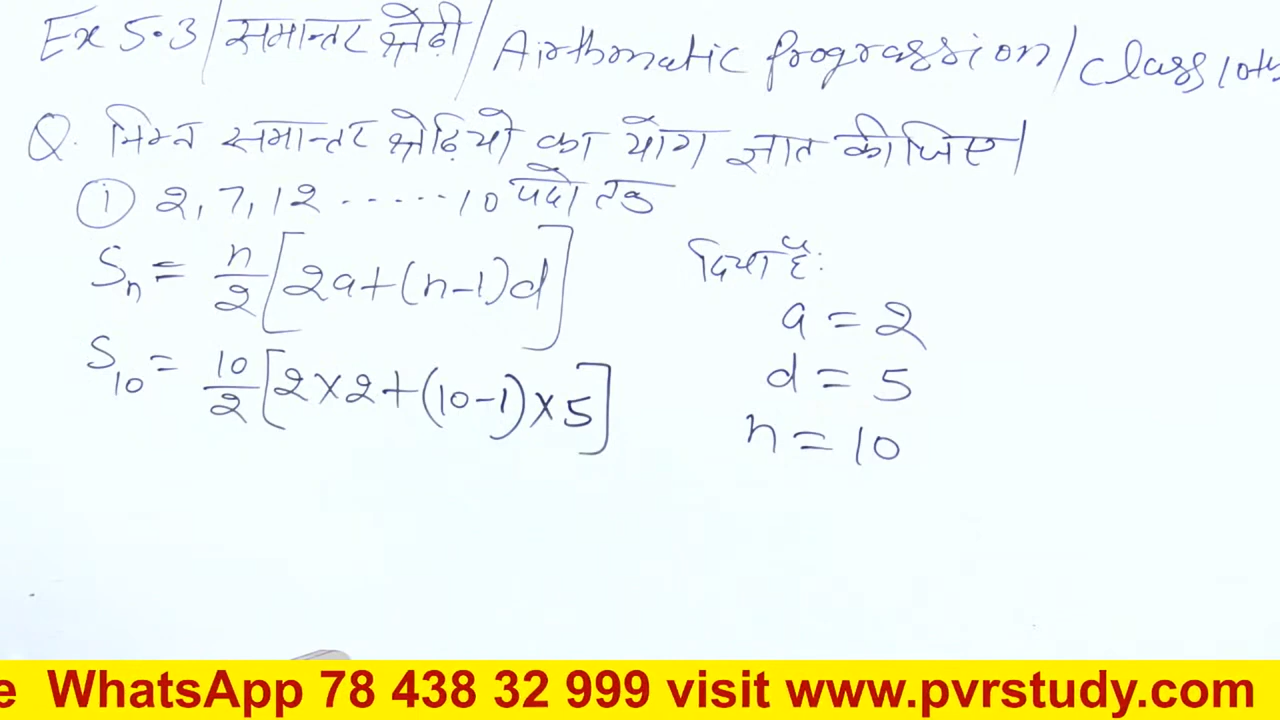 Ex 5.3/समान्तर श्रेढ़ी/Airthmatic progression/class 10th
Q. निम्न समान्तर श्रेढ़ियो का योग ज्ञात कीजिए।
(i) 2, 7, 12 ...... 10 पदो तक
Sn = n/2 [2a+(n-1)d]
दिया है:
a = 2
S10 = 10/2 [2×2+(10-1)×5]
d = 5
n = 10
e WhatsApp 78 438 32 999 visit www.pvrstudy.com